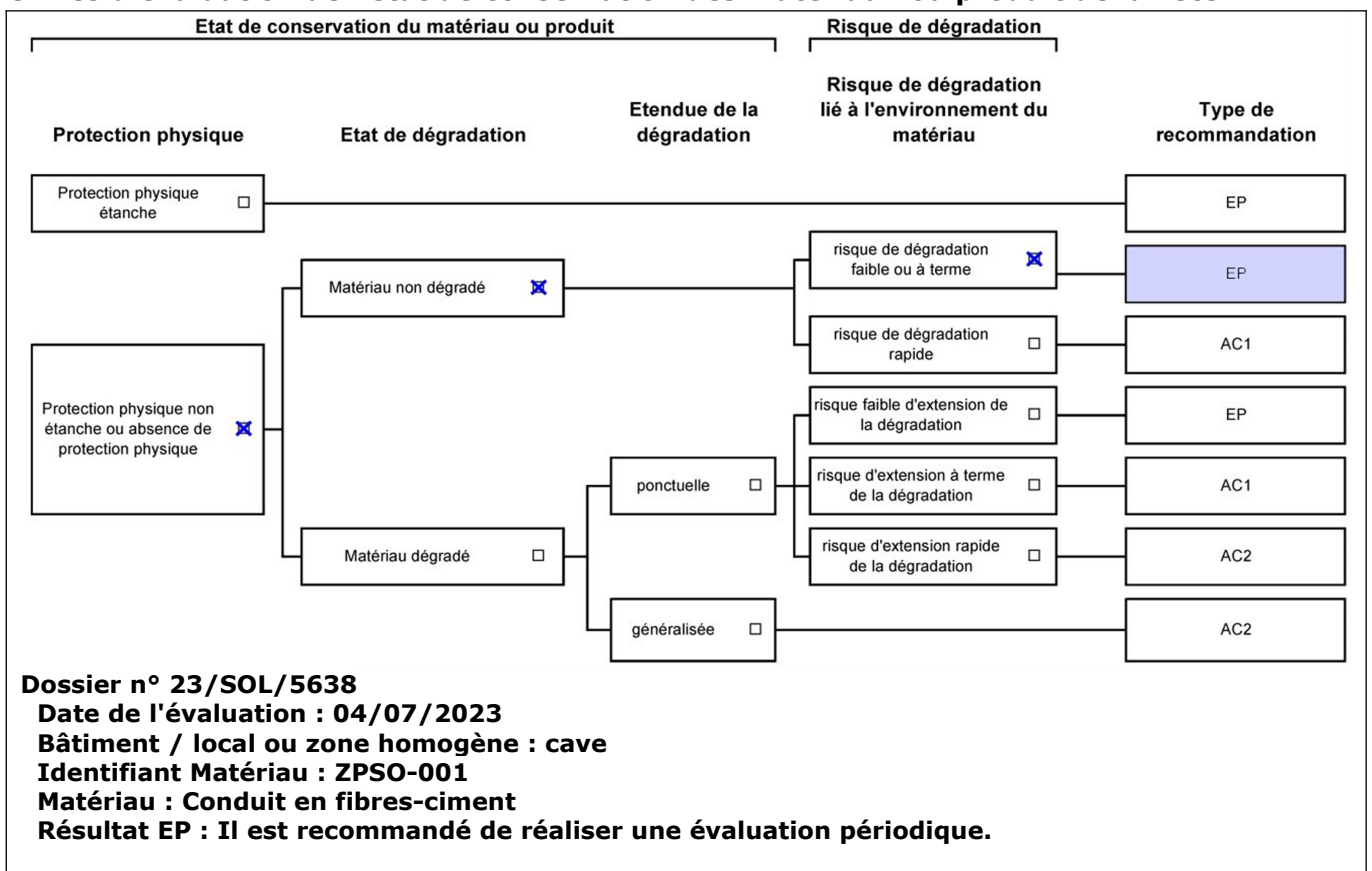 Etat de conservation du matériau ou produit
Risque de dégradation
Protection physique
Etat de dégradation
Etendue de la
dégradation
Risque de dégradation
lié à l'environnement du
matériau
Type de
recommandation
Protection physique
étanche
EP
risque de dégradation
faible ou à terme
EP
Matériau non dégradé
risque de dégradation
rapide
AC1
Protection physique non
étanche ou absence de
protection physique
risque faible d'extension de
la dégradation
EP
ponctuelle
risque d'extension à terme
de la dégradation
AC1
Matériau dégradé
risque d'extension rapide
de la dégradation
AC2
généralisée
AC2
Dossier n° 23/SOL/5638
Date de l'évaluation : 04/07/2023
Bâtiment / local ou zone homogène : cave
Identifiant Matériau : ZPSO-001
Matériau : Conduit en fibres-ciment
Résultat EP : Il est recommandé de réaliser une évaluation périodique.